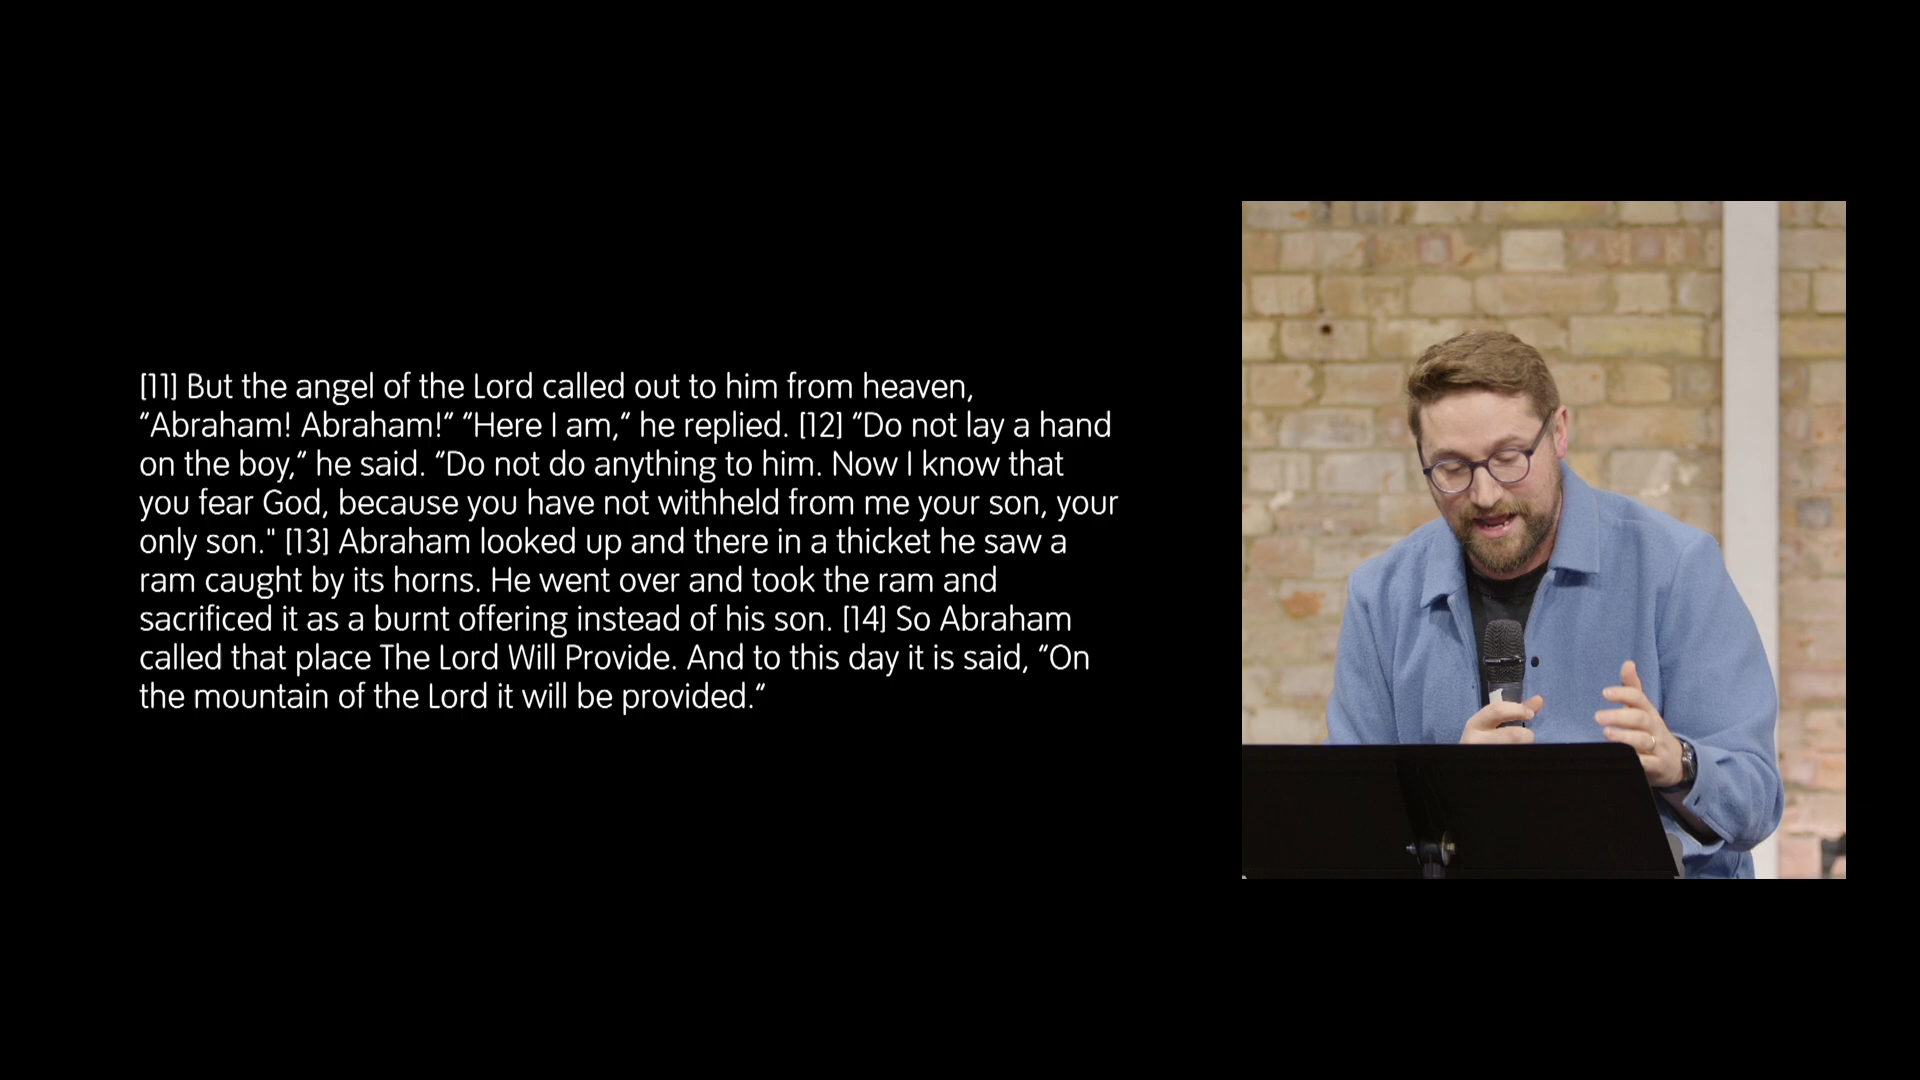 [11] But the angel of the Lord called out to him from heaven,
“Abraham! Abraham!” “Here I am,” he replied. [12] “Do not lay a hand
on the boy,” he said. “Do not do anything to him. Now I know that
you fear God, because you have not withheld from me your son, your
only son." [13] Abraham looked up and there in a thicket he saw a
ram caught by its horns. He went over and took the ram and
sacrificed it as a burnt offering instead of his son. [14] So Abraham
called that place The Lord Will Provide. And to this day it is said, “On
the mountain of the Lord it will be provided.”